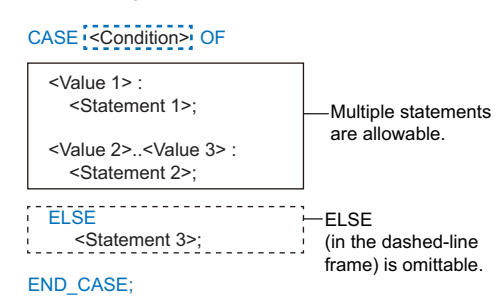 CASE <Condition> OF
<Value 1> :
<Statement 1>;
Multiple statements
are allowable.
<Value 2>..<Value 3> :
<Statement 2>;
ELSE
<Statement 3>;
ELSE
(in the dashed-line
frame) is omittable.
END_CASE;